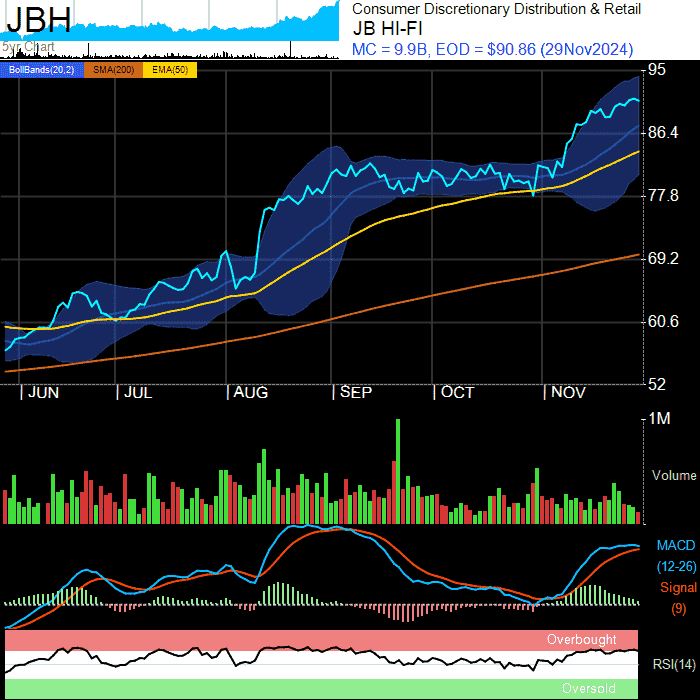 JBH
5yr Chart
Consumer Discretionary Distribution & Retail
JB HI-FI
MC = 9.9B, EOD = $90.86 (29Nov2024)
BollBands(20,2) SMA(200) EMA(50)
95
86.4
77.8
69.2
60.6
52
JUN JUL AUG SEP OCT NOV
1M
Volume
MACD
(12-26)
Signal
(9)
Overbought
RSI(14)
Oversold